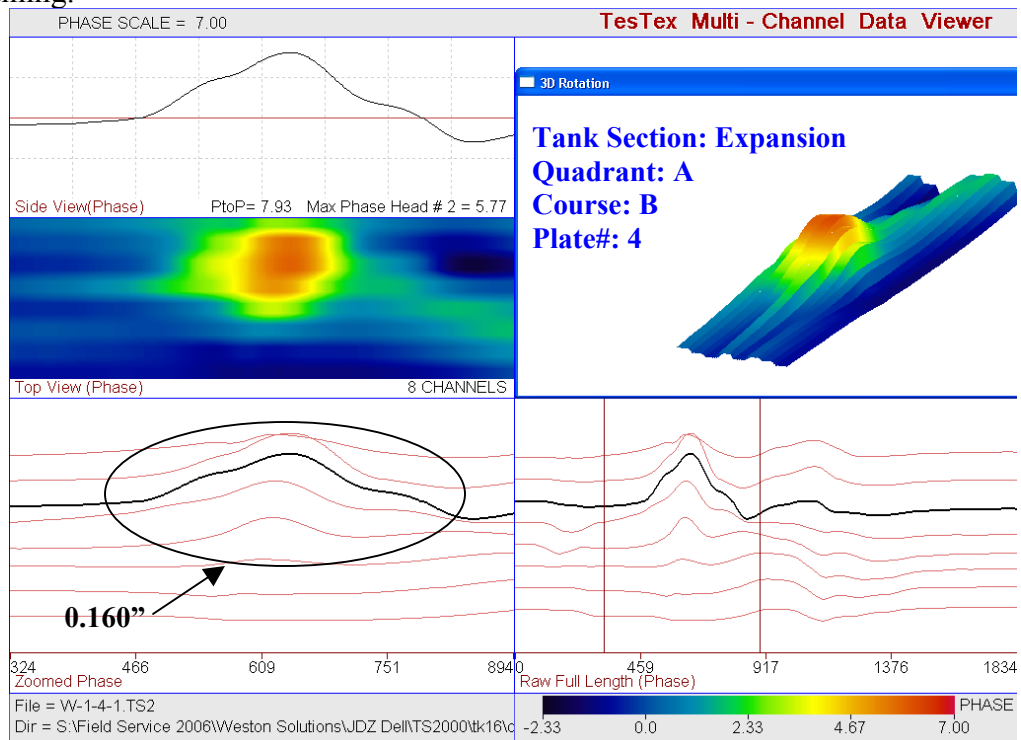 PHASE SCALE = 7.00
TesTex Multi - Channel Data Viewer
3D Rotation
Tank Section: Expansion
Quadrant: A
Course: B
Plate#: 4
Side View(Phase) PtoP= 7.93 Max Phase Head # 2 = 5.77
Top View (Phase) 8 CHANNELS
0.160”
324 466 609 751 894
Zoomed Phase
0 459 917 1376 1834
Raw Full Length (Phase)
File = W-1-4-1.TS2
Dir = S:\Field Service 2006\Weston Solutions\JDZ Dell\TS2000\tk16\
PHASE
-2.33 0.0 2.33 4.67 7.00